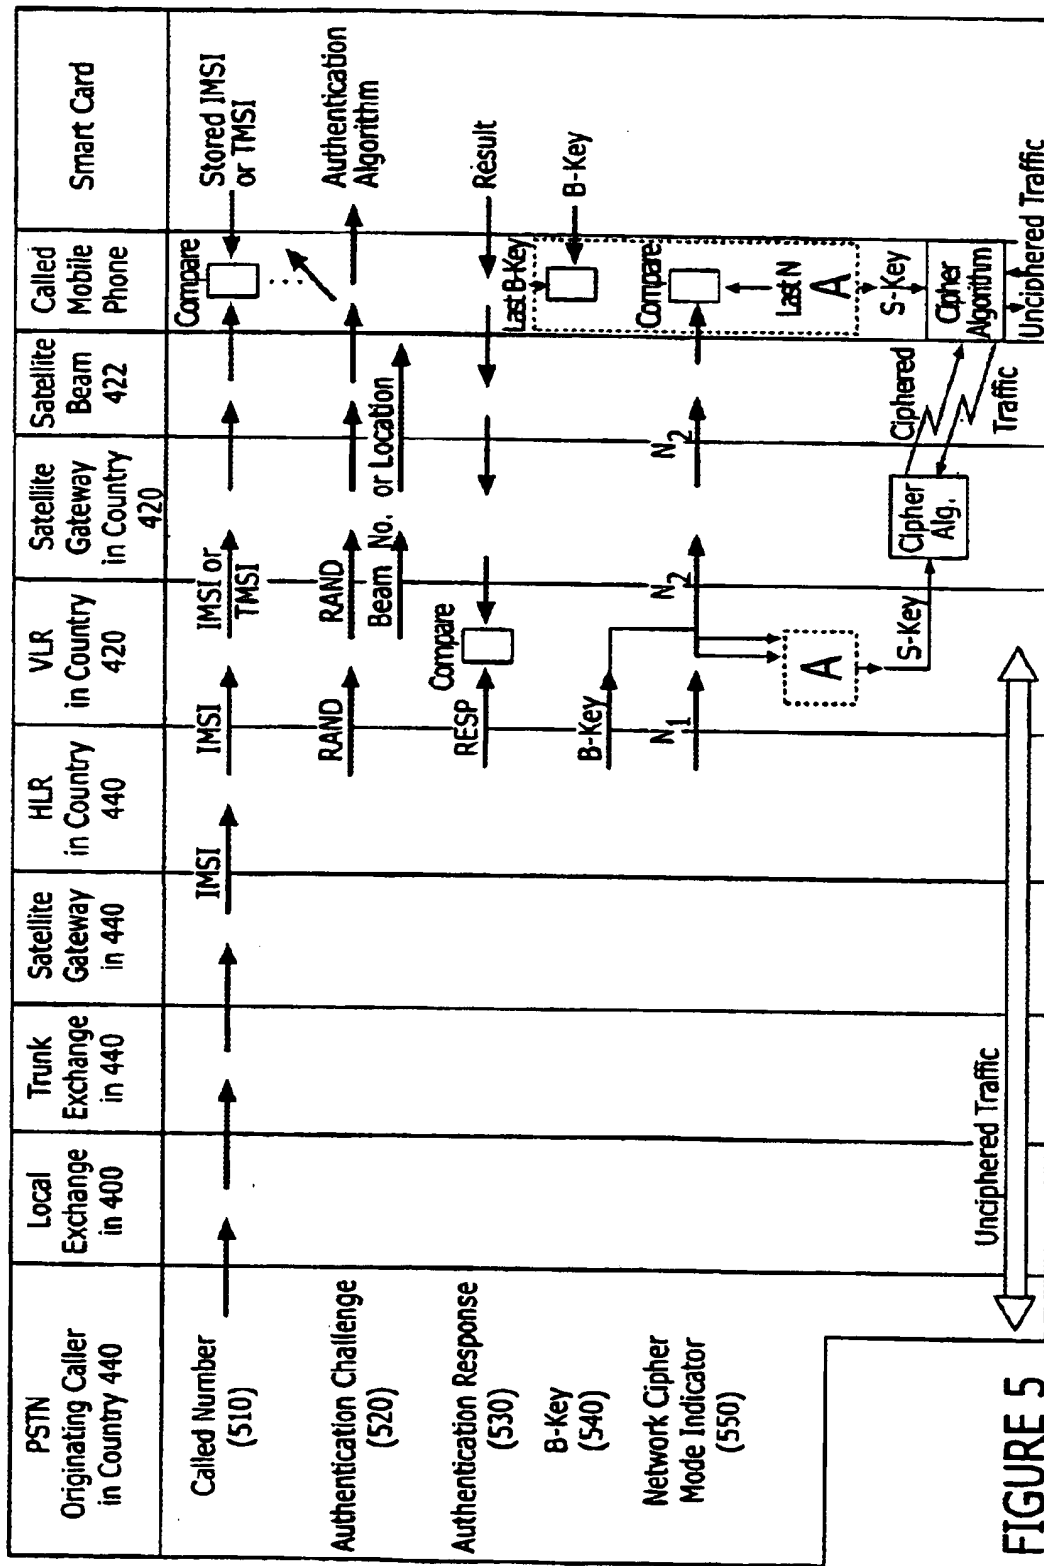 PSTN
Originating Caller
in Country 440
Local
Exchange
in 400
Trunk
Exchange
in 440
Satellite
Gateway
in 440
HLR
in Country
440
VLR
in Country
420
Satellite
Gateway
in Country
420
Satellite
Beam
422
Called
Mobile
Phone
Smart Card
Called Number
(510)
IMSI
IMSI
IMSI or
TMSI
Compare
Stored IMSI
or TMSI
Authentication Challenge
(520)
RAND
RAND
Authentication
Algorithm
Beam No. or Location
Authentication Response
(530)
RESP
Compare
Result
B-Key
(540)
B-Key
Last B-Key
B-Key
Network Cipher
Mode Indicator
(550)
N1
N2
N2
Compare
Last N
A
A
S-Key
S-Key
Cipher
Alg.
Ciphered
Traffic
Cipher
Algorithm
Unciphered Traffic
Unciphered Traffic
FIGURE 5